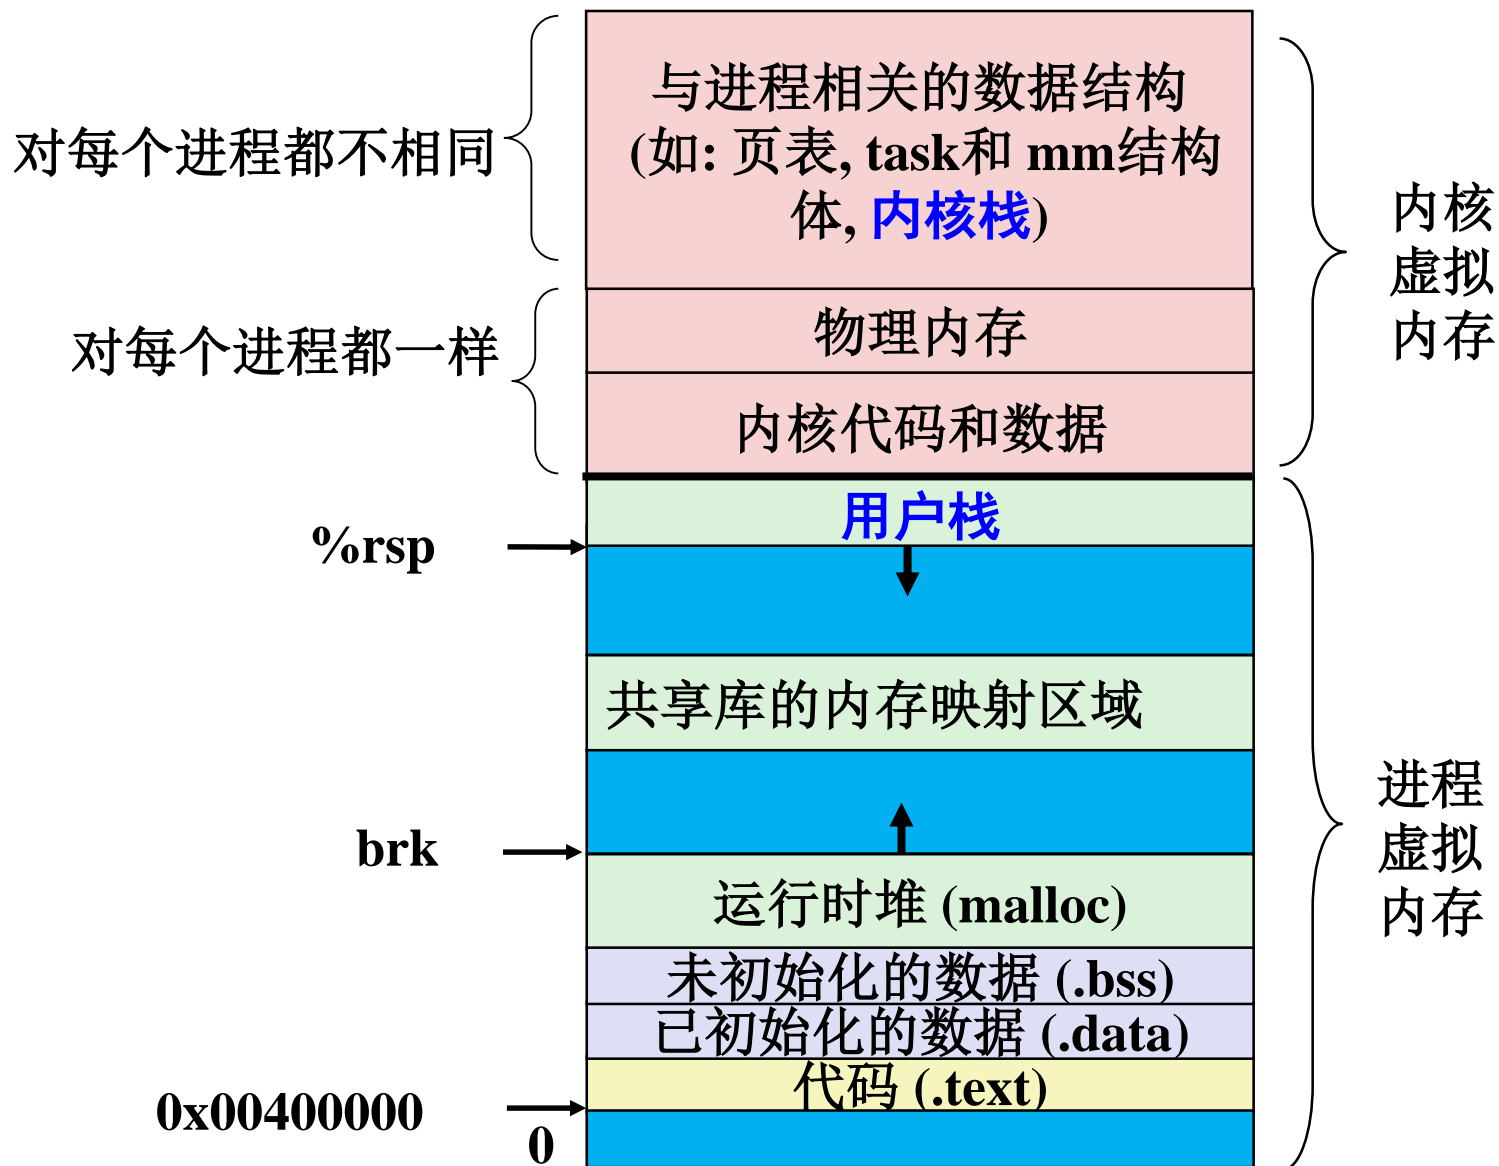 与进程相关的数据结构
(如: 页表, task和 mm结构
体, 内核栈)
对每个进程都不相同
内核
虚拟
内存
物理内存
对每个进程都一样
内核代码和数据
用户栈
%rsp
共享库的内存映射区域
进程
虚拟
内存
brk
运行时堆 (malloc)
未初始化的数据 (.bss)
已初始化的数据 (.data)
代码 (.text)
0x00400000
0